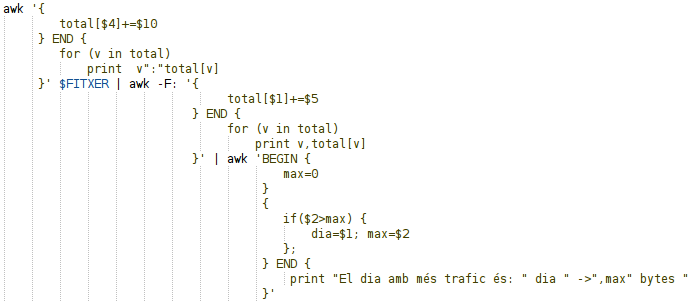 awk '{
total[$4]+=$10
} END {
for (v in total)
print v":"total[v]
}' $FITXER | awk -F: '{
total[$1]+=$5
} END {
for (v in total)
print v,total[v]
}' | awk 'BEGIN {
max=0
}
{
if($2>max) {
dia=$1; max=$2
};
} END {
print "El dia amb més trafic és: " dia " ->",max" bytes "
}'